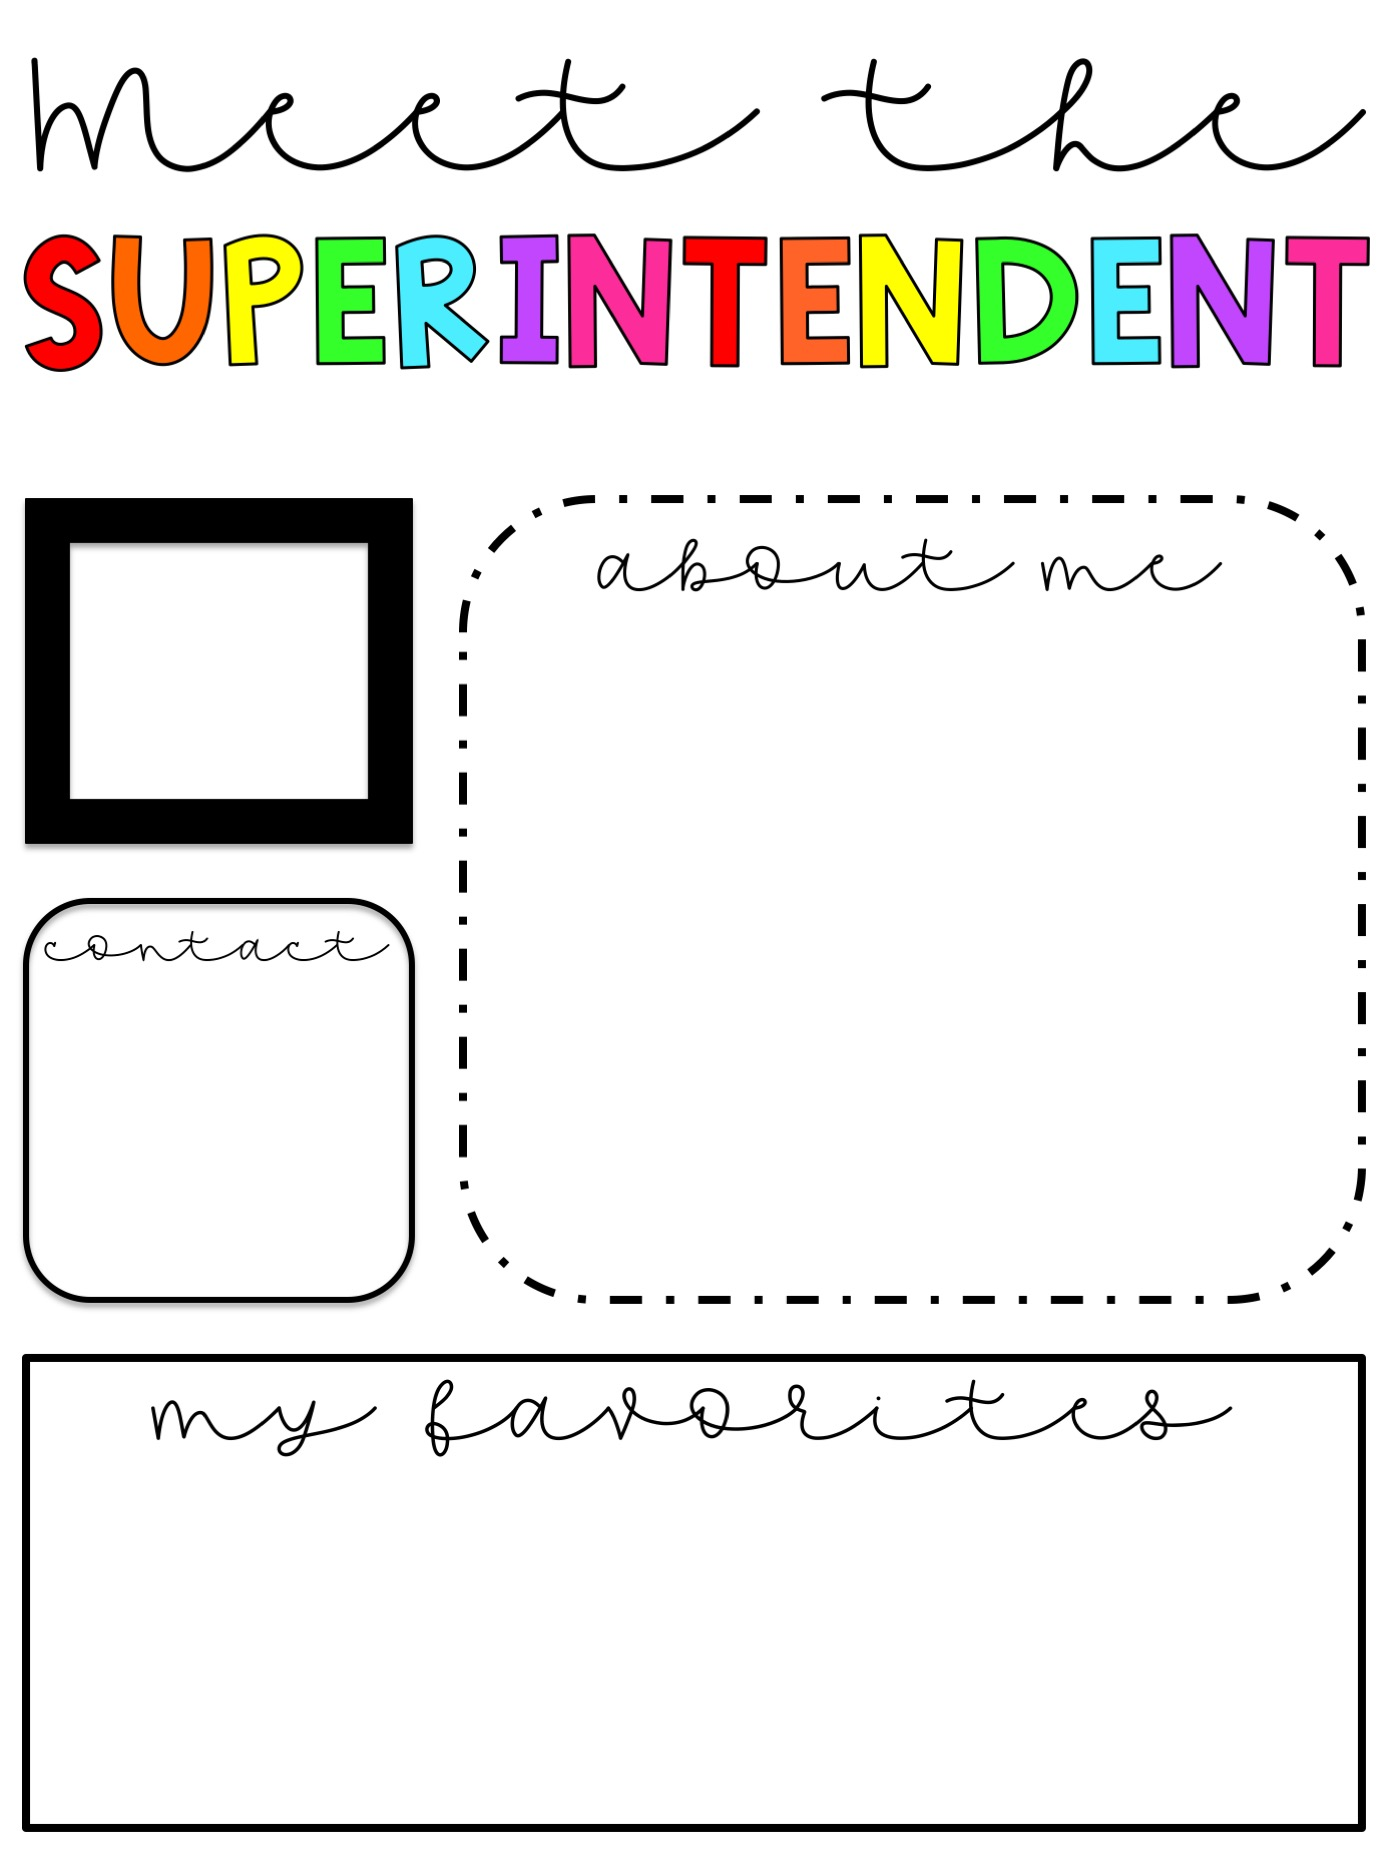 Meet the
SUPERINTENDENT
about me
contact
my favorites